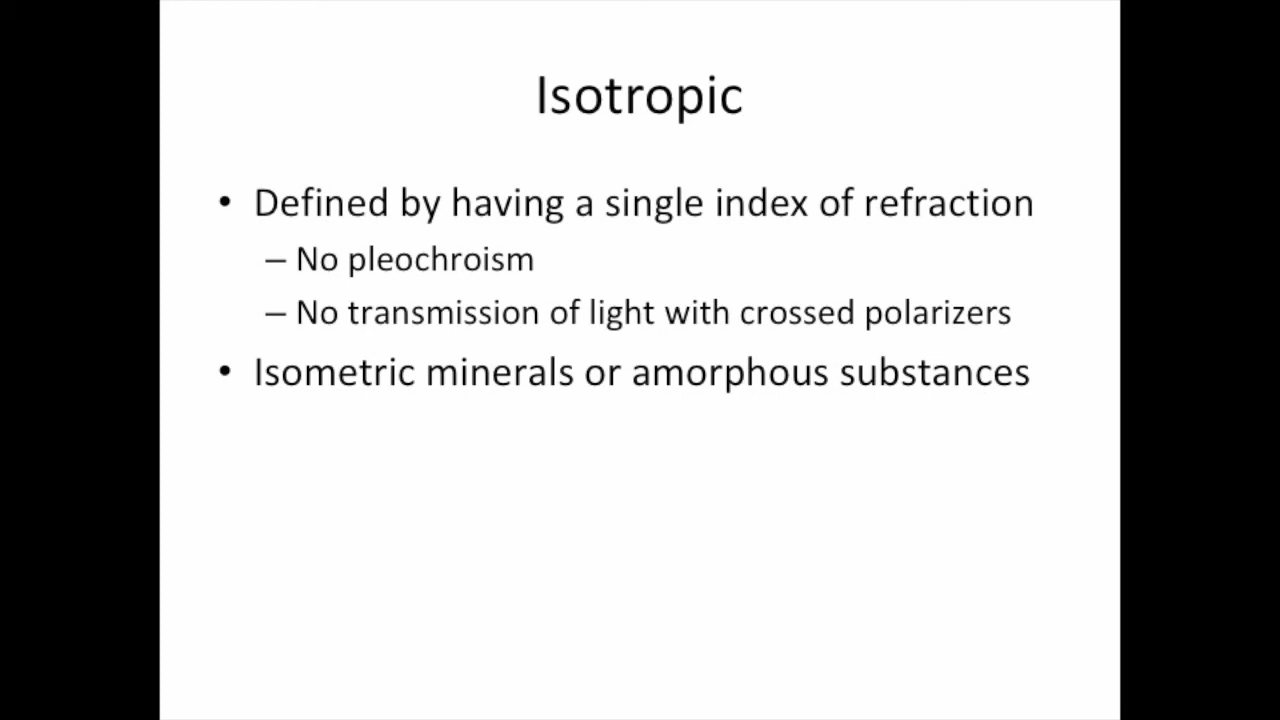 Isotropic
• Defined by having a single index of refraction
– No pleochroism
– No transmission of light with crossed polarizers
• Isometric minerals or amorphous substances